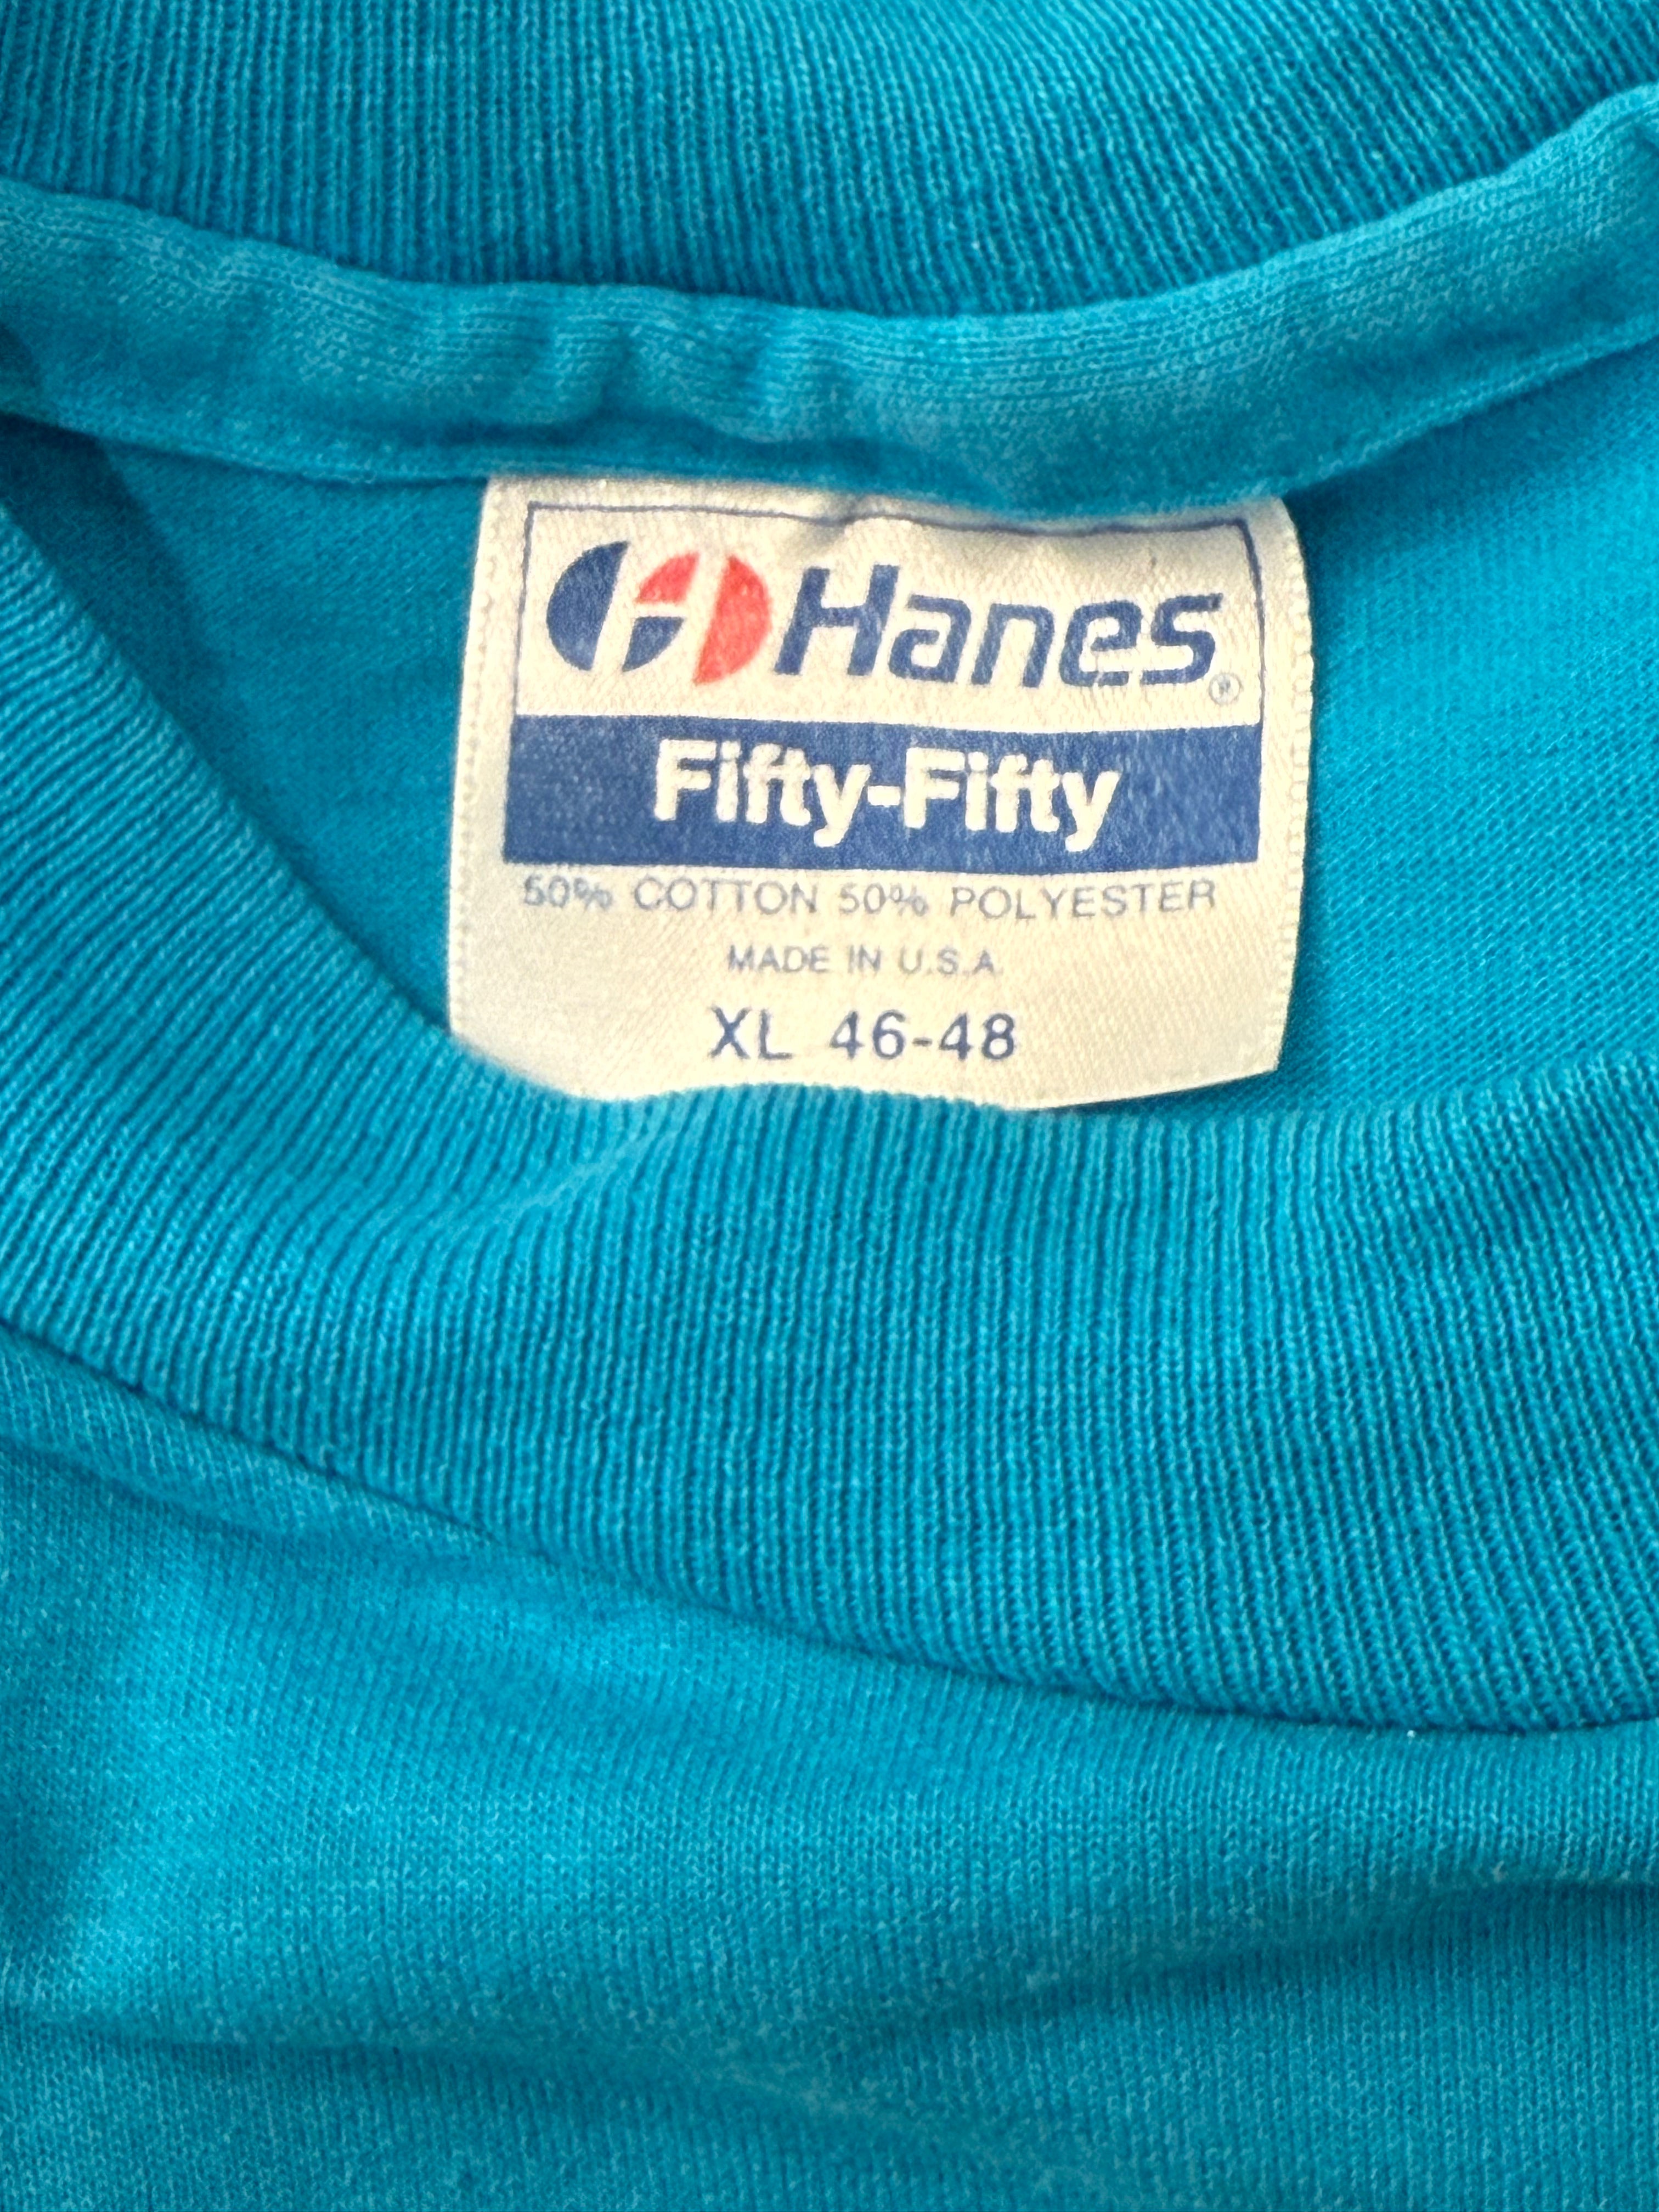 Hanes®
Fifty-Fifty
50% COTTON 50% POLYESTER
MADE IN U.S.A.
XL 46-48